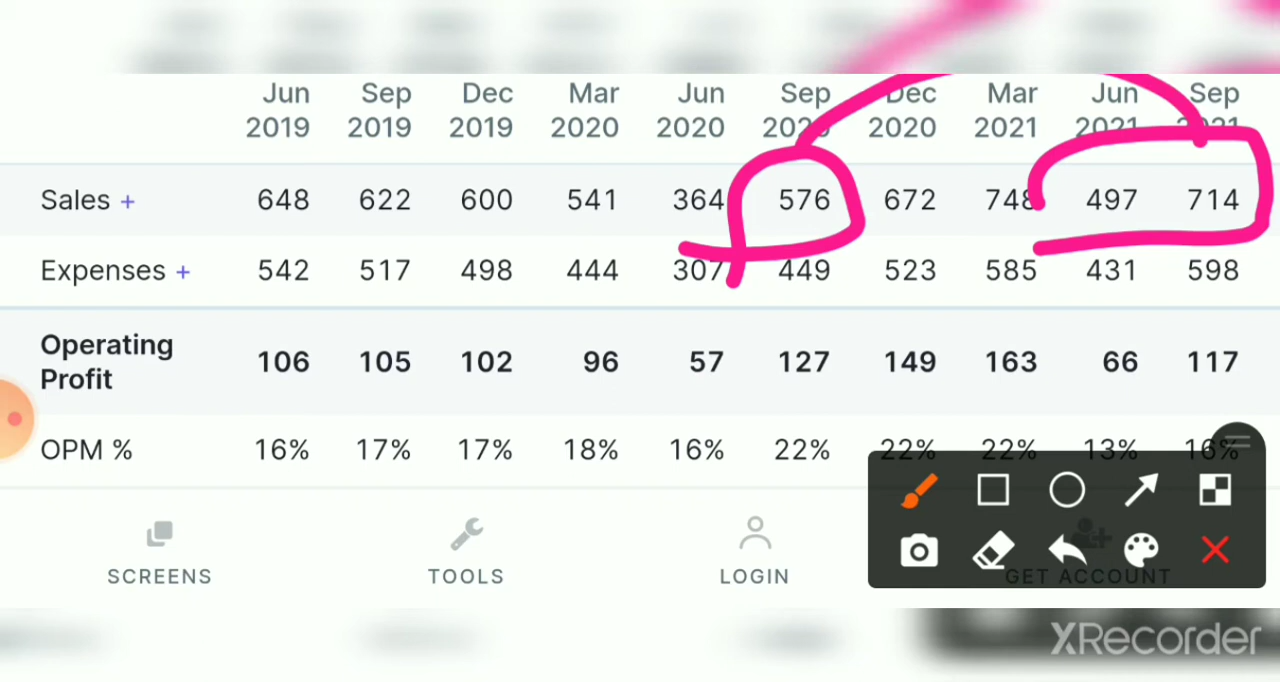 Jun Sep Dec Mar Jun Sep Dec Mar Jun Sep
2019 2019 2019 2020 2020 2020 2020 2021 2021 2021
Sales + 648 622 600 541 364 576 672 748 497 714
Expenses + 542 517 498 444 307 449 523 585 431 598
Operating
Profit 106 105 102 96 57 127 149 163 66 117
OPM % 16% 17% 17% 18% 16% 22% 22% 22% 13% 16%
SCREENS TOOLS LOGIN GET ACCOUNT
XRecorder